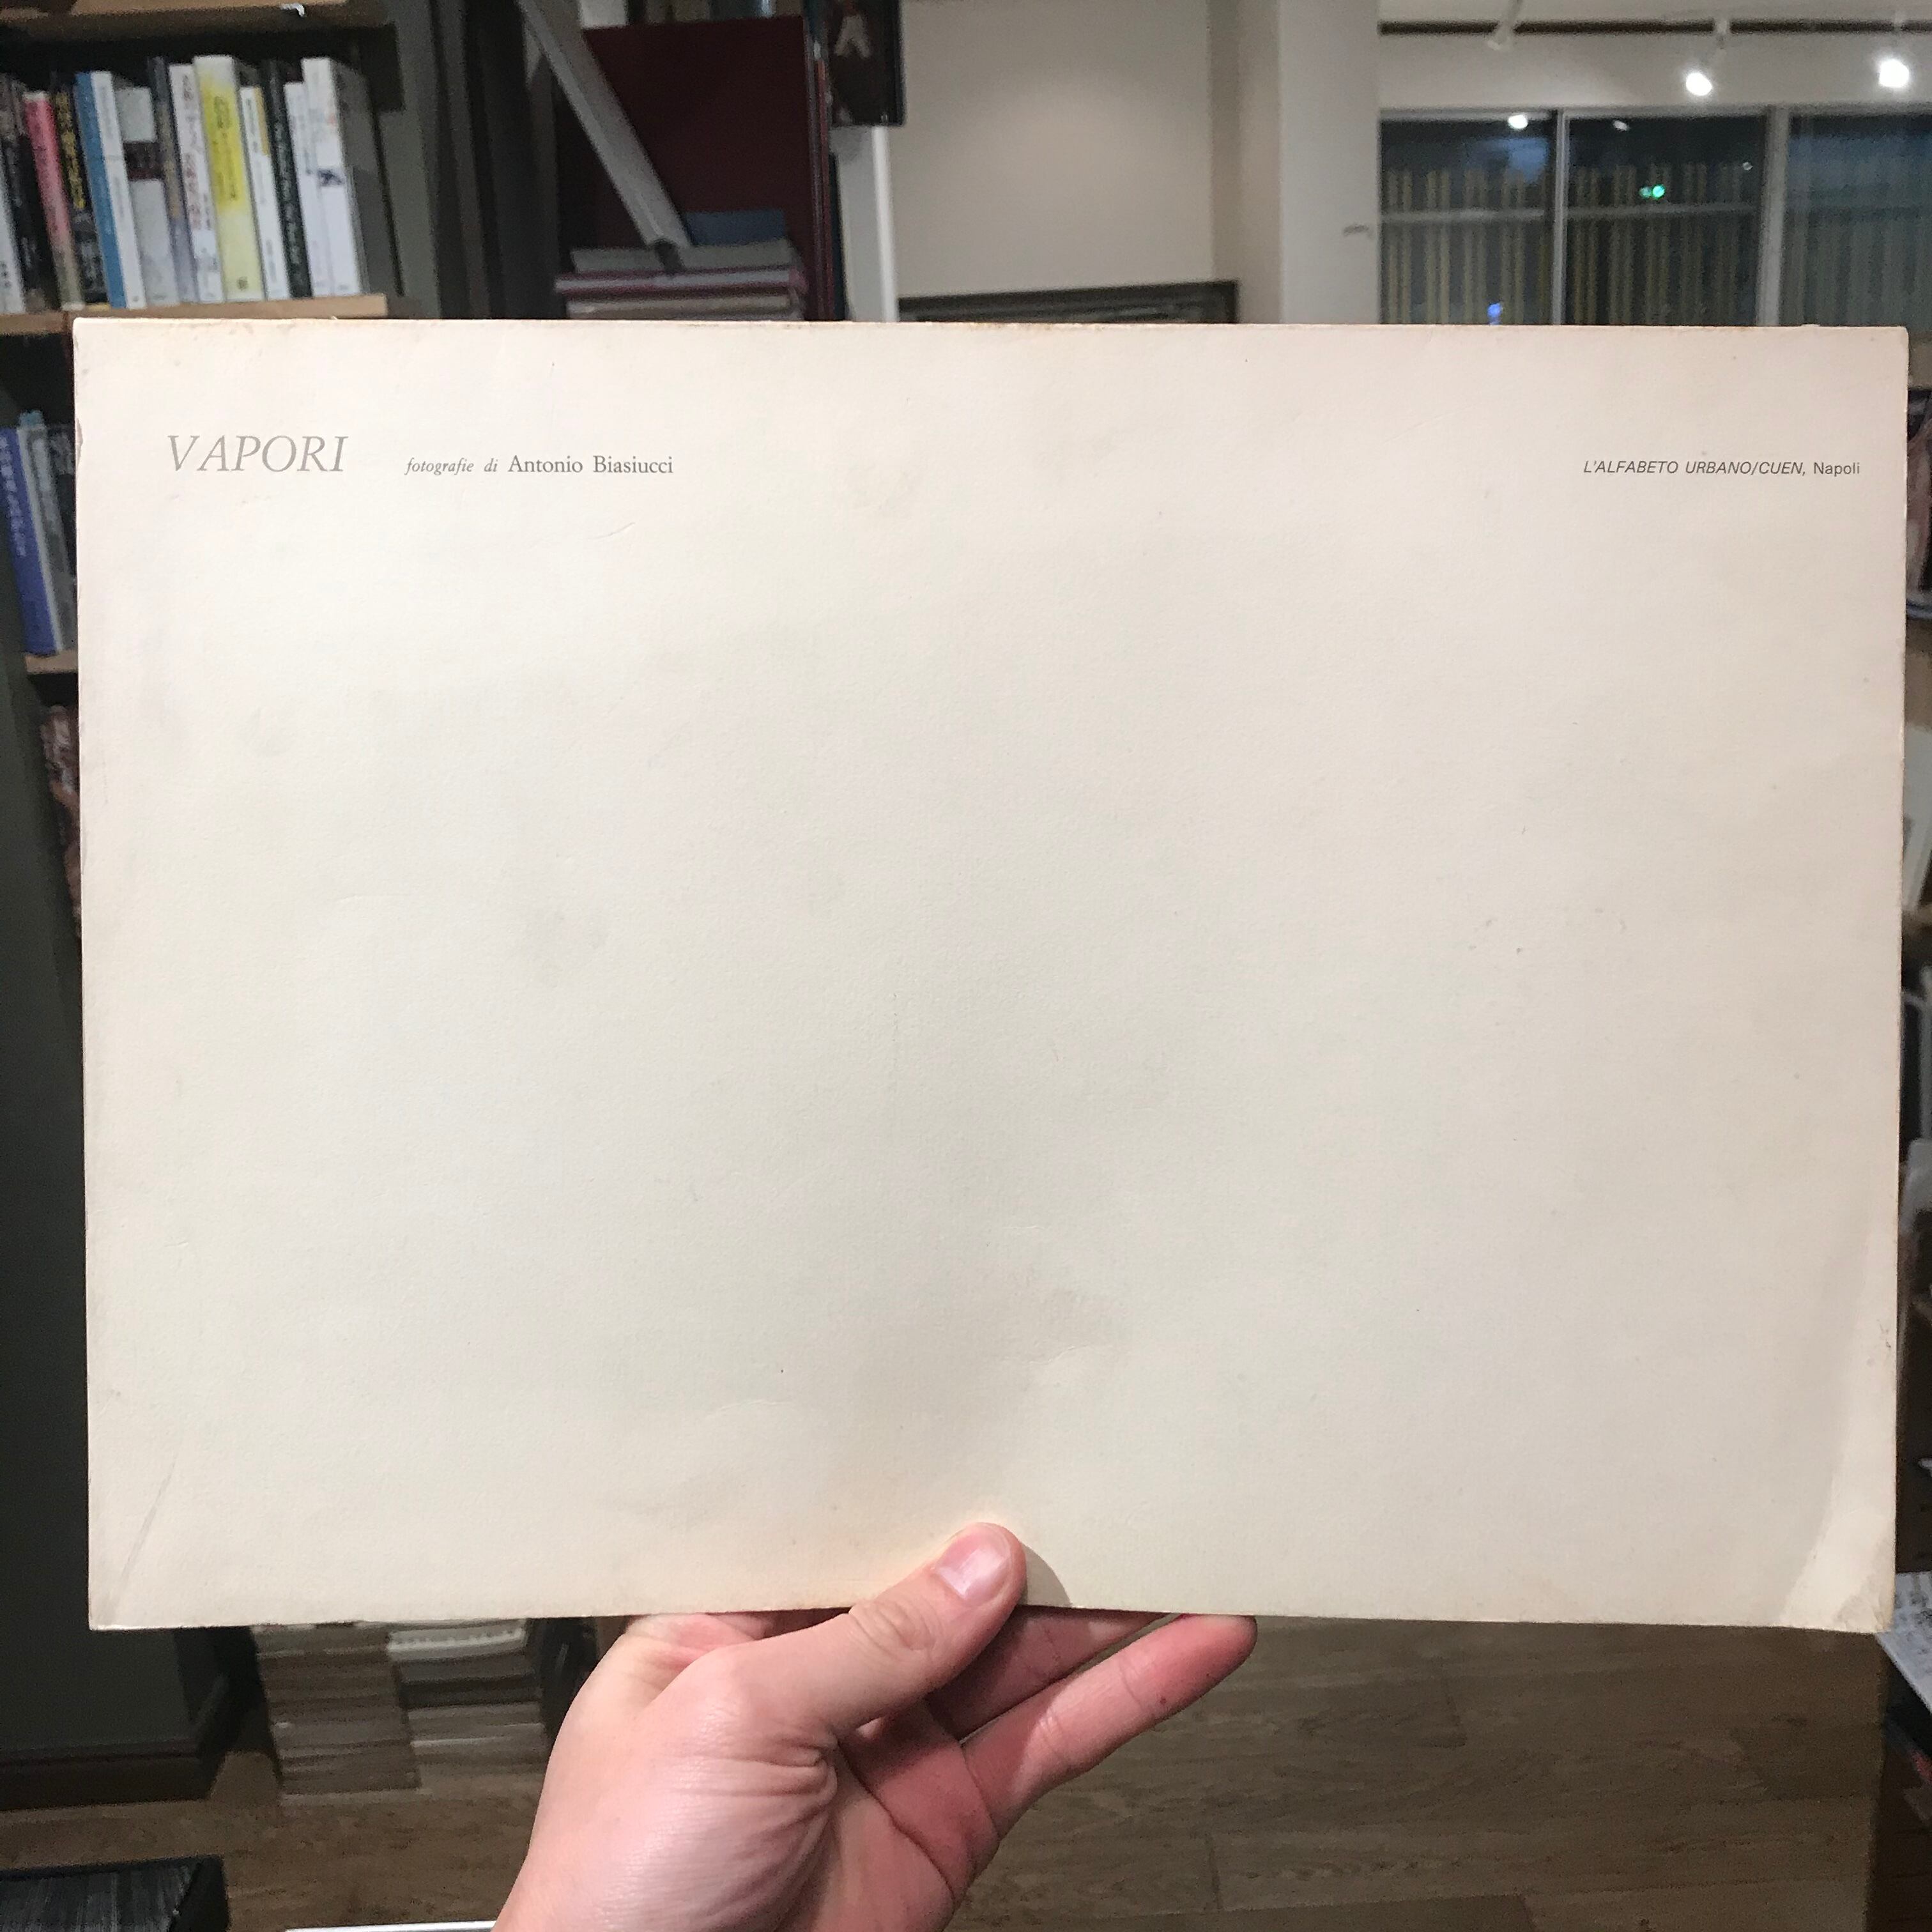 VAPORI fotografie di Antonio Biasiucci
L'ALFABETO URBANO/CUEN, Napoli